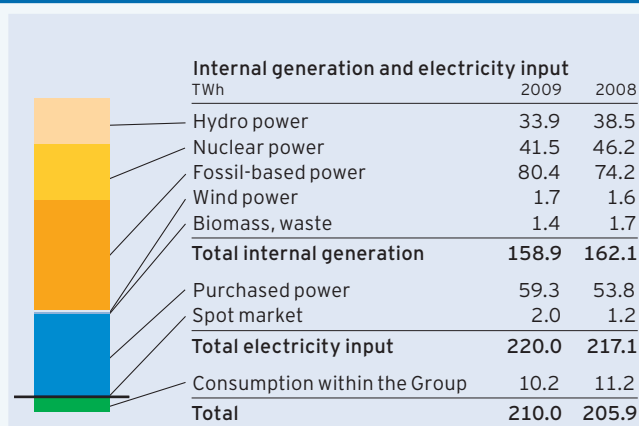 Internal generation and electricity input
TWh 2009 2008
Hydro power 33.9 38.5
Nuclear power 41.5 46.2
Fossil-based power 80.4 74.2
Wind power 1.7 1.6
Biomass, waste 1.4 1.7
Total internal generation 158.9 162.1
Purchased power 59.3 53.8
Spot market 2.0 1.2
Total electricity input 220.0 217.1
Consumption within the Group 10.2 11.2
Total 210.0 205.9